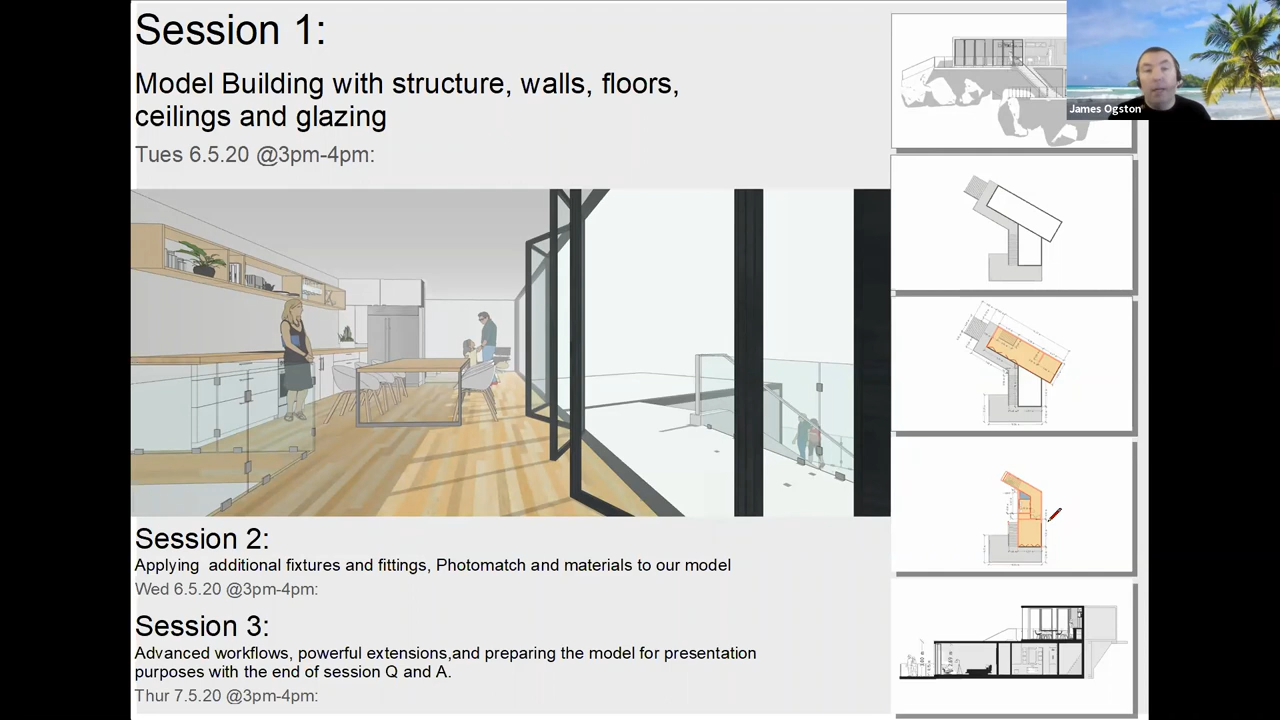 Session 1:
Model Building with structure, walls, floors,
ceilings and glazing
Tues 6.5.20 @3pm-4pm:
James Ogston
Session 2:
Applying additional fixtures and fittings, Photomatch and materials to our model
Wed 6.5.20 @3pm-4pm:
Session 3:
Advanced workflows, powerful extensions,and preparing the model for presentation
purposes with the end of session Q and A.
Thur 7.5.20 @3pm-4pm: